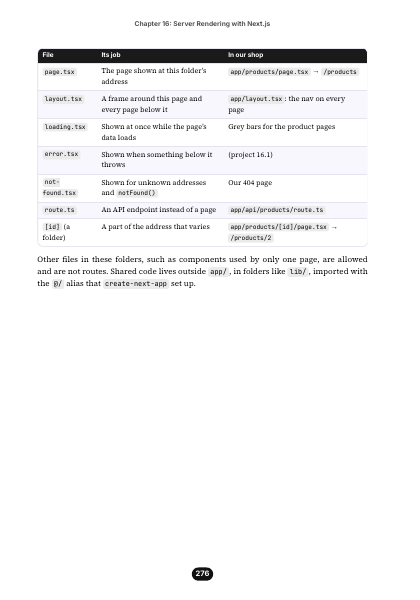 Chapter 16: Server Rendering with Next.js
File Its job In our shop
page.tsx The page shown at this folder's app/products/page.tsx → /products
address
layout.tsx A frame around this page and app/layout.tsx : the nav on every
every page below it page
loading.tsx Shown at once while the page's Grey bars for the product pages
data loads
error.tsx Shown when something below it (project 16.1)
throws
not- Shown for unknown addresses Our 404 page
found.tsx and notFound()
route.ts An API endpoint instead of a page app/api/products/route.ts
[id] (a A part of the address that varies app/products/[id]/page.tsx →
folder) /products/2
Other files in these folders, such as components used by only one page, are allowed
and are not routes. Shared code lives outside app/ , in folders like lib/ , imported with
the @/ alias that create-next-app set up.
276